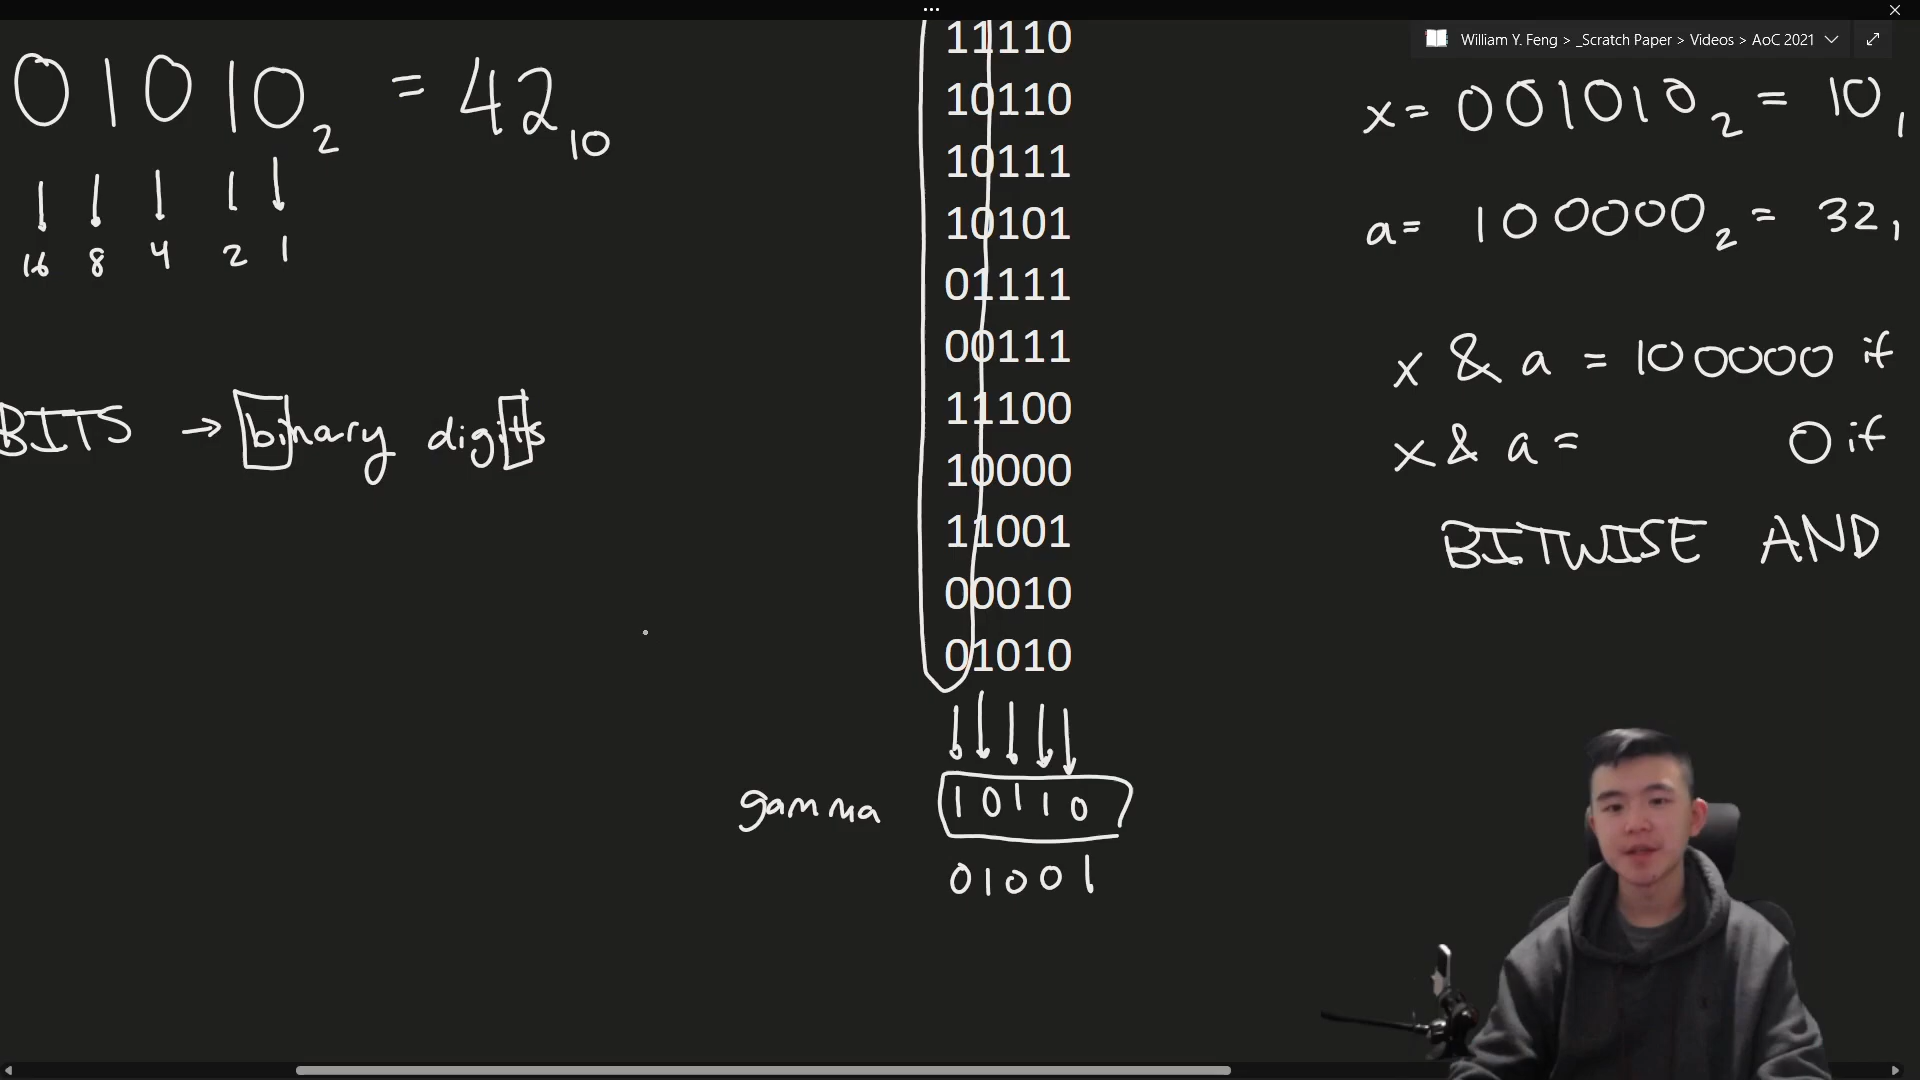 William Y. Feng > _Scratch Paper > Videos > AoC 2021
01010₂ = 42₁₀
16 8 4 2 1
BITS → binary digits
11110
10110
10111
10101
01111
00111
11100
10000
11001
00010
01010
gamma 10110
01001
x = 001010₂ = 10,
a = 100000₂ = 32,
x & a = 100000 if
x & a = 0 if
BITWISE AND